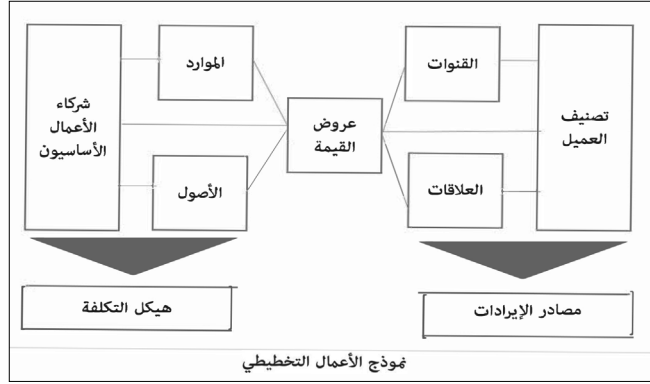 القنوات
تصنيف
العميل
العلاقات
عروض
القيمة
الموارد
الأصول
شركاء
الأعمال
الأساسيون
مصادر الإيرادات
هيكل التكلفة
نموذج الأعمال التخطيطي